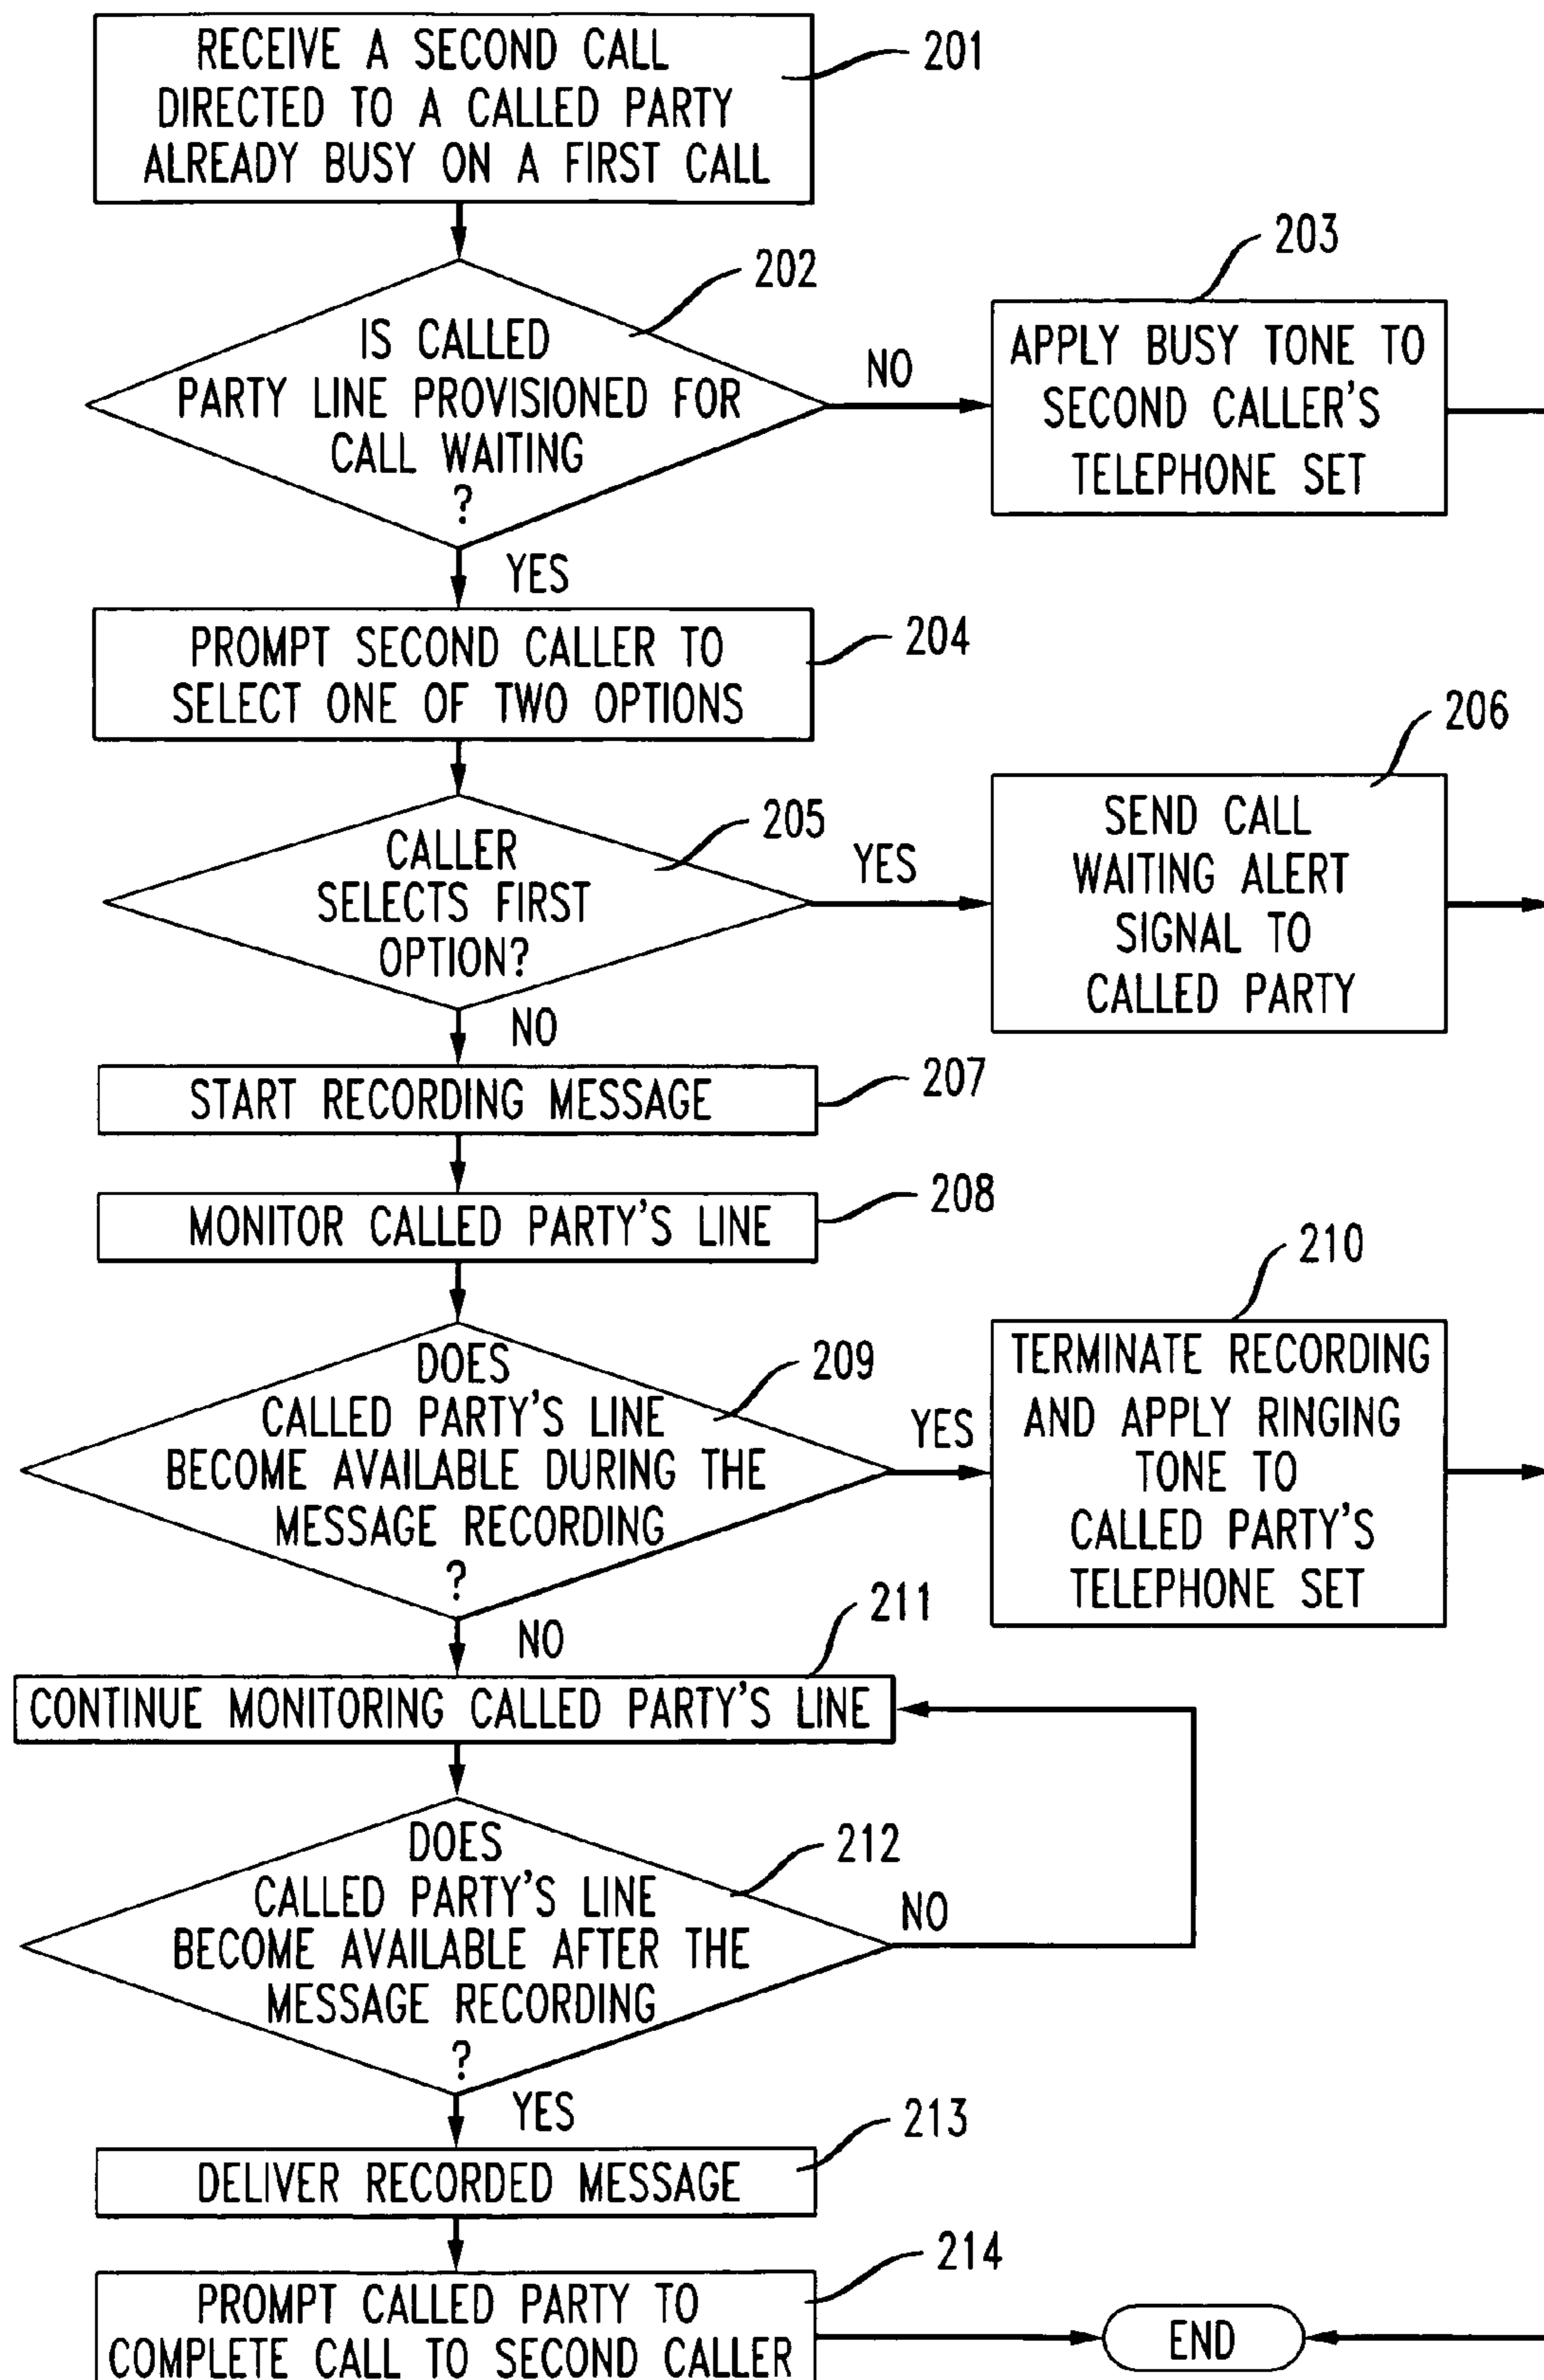 RECEIVE A SECOND CALL
DIRECTED TO A CALLED PARTY
ALREADY BUSY ON A FIRST CALL
201
202
IS CALLED
PARTY LINE PROVISIONED FOR
CALL WAITING
?
NO
203
APPLY BUSY TONE TO
SECOND CALLER'S
TELEPHONE SET
YES
PROMPT SECOND CALLER TO
SELECT ONE OF TWO OPTIONS
204
205
CALLER
SELECTS FIRST
OPTION?
YES
206
SEND CALL
WAITING ALERT
SIGNAL TO
CALLED PARTY
NO
START RECORDING MESSAGE
207
MONITOR CALLED PARTY'S LINE
208
209
DOES
CALLED PARTY'S LINE
BECOME AVAILABLE DURING THE
MESSAGE RECORDING
?
YES
210
TERMINATE RECORDING
AND APPLY RINGING
TONE TO
CALLED PARTY'S
TELEPHONE SET
NO
211
CONTINUE MONITORING CALLED PARTY'S LINE
212
DOES
CALLED PARTY'S LINE
BECOME AVAILABLE AFTER THE
MESSAGE RECORDING
?
NO
YES
213
DELIVER RECORDED MESSAGE
214
PROMPT CALLED PARTY TO
COMPLETE CALL TO SECOND CALLER
END